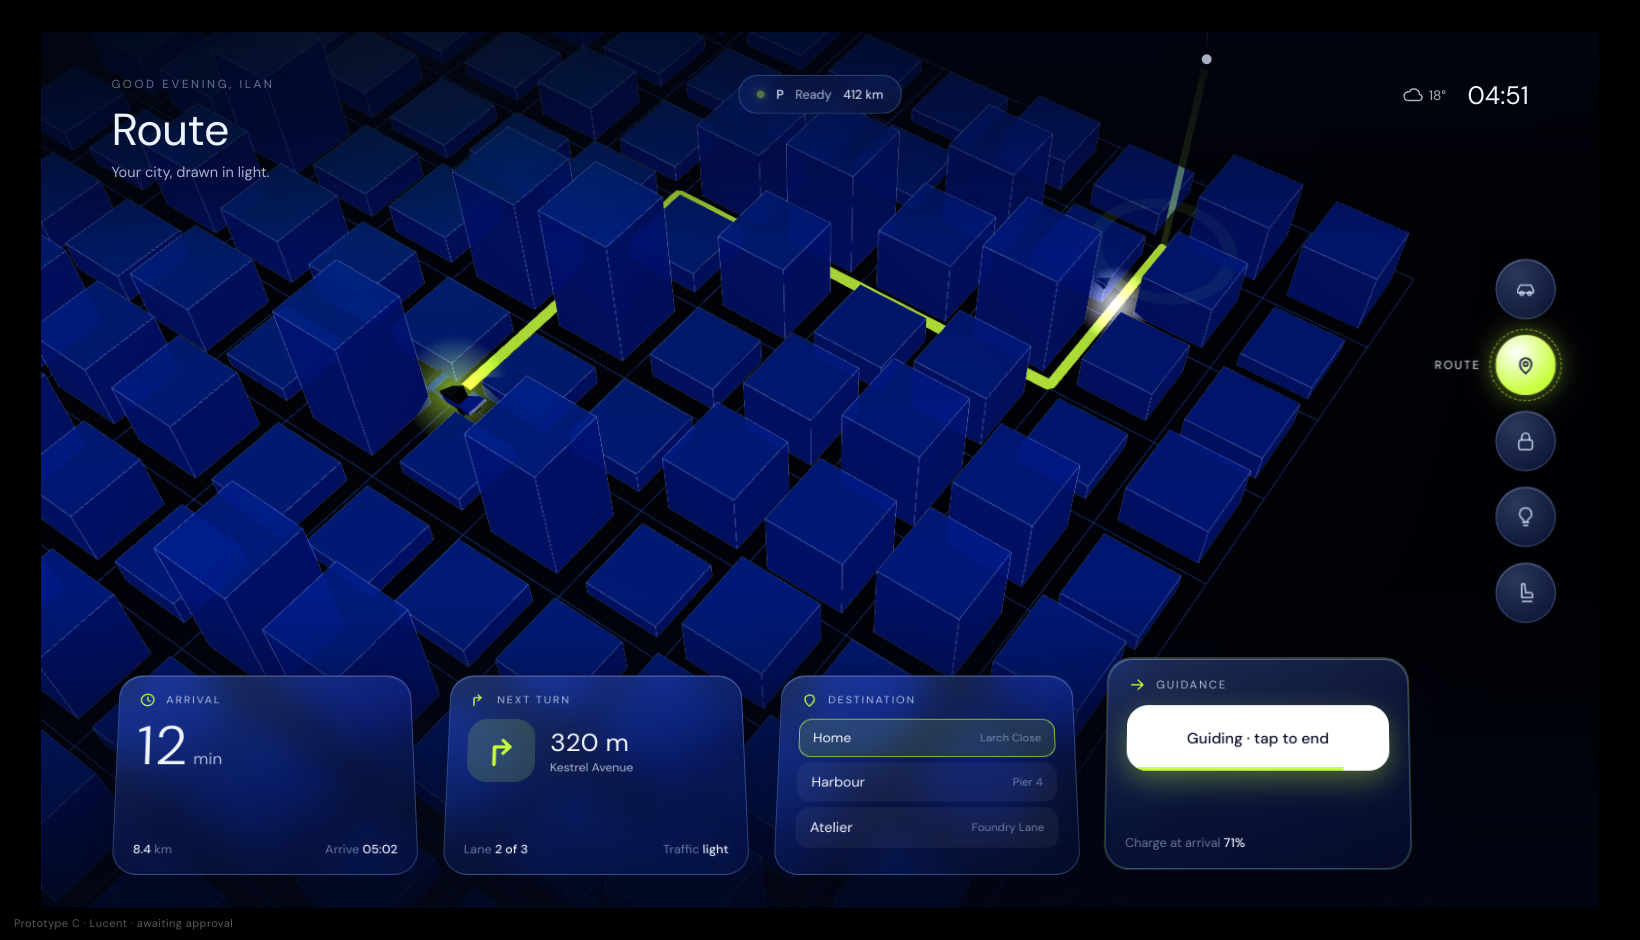 GOOD EVENING, ILAN
Route
Your city, drawn in light.
P Ready 412 km
18° 04:51
ROUTE
ARRIVAL
12 min
8.4 km Arrive 05:02
NEXT TURN
320 m
Kestrel Avenue
Lane 2 of 3 Traffic light
DESTINATION
Home Larch Close
Harbour Pier 4
Atelier Foundry Lane
GUIDANCE
Guiding · tap to end
Charge at arrival 71%
Prototype C · Lucent · awaiting approval